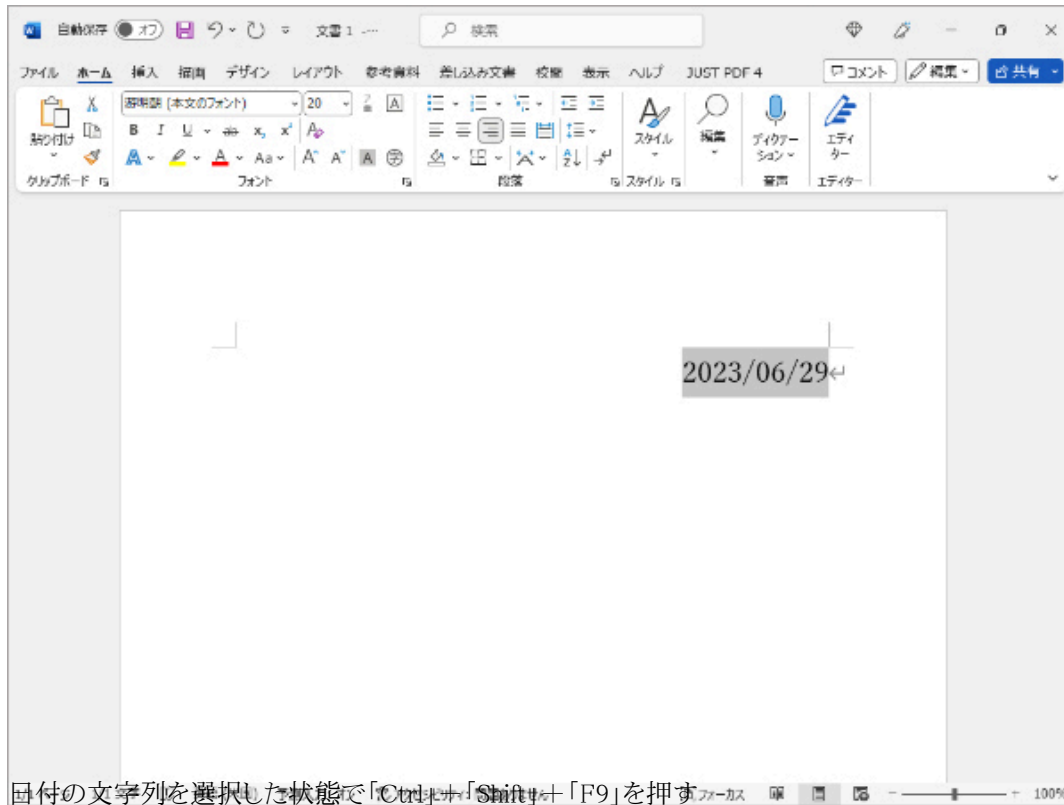 自動保存 オフ 文書 1 ... 検索
ファイル ホーム 挿入 描画 デザイン レイアウト 参考資料 差し込み文書 校閲 表示 ヘルプ JUST PDF 4 コメント 編集 共有
貼り付け 游明朝 (本文のフォント) 20 スタイル 編集 ディクテーション エディター
クリップボード フォント 段落 スタイル 音声 エディター
2023/06/29
日付の文字列を選択した状態で「Ctrl」+「Shift」+「F9」を押す
フォーカス 100%